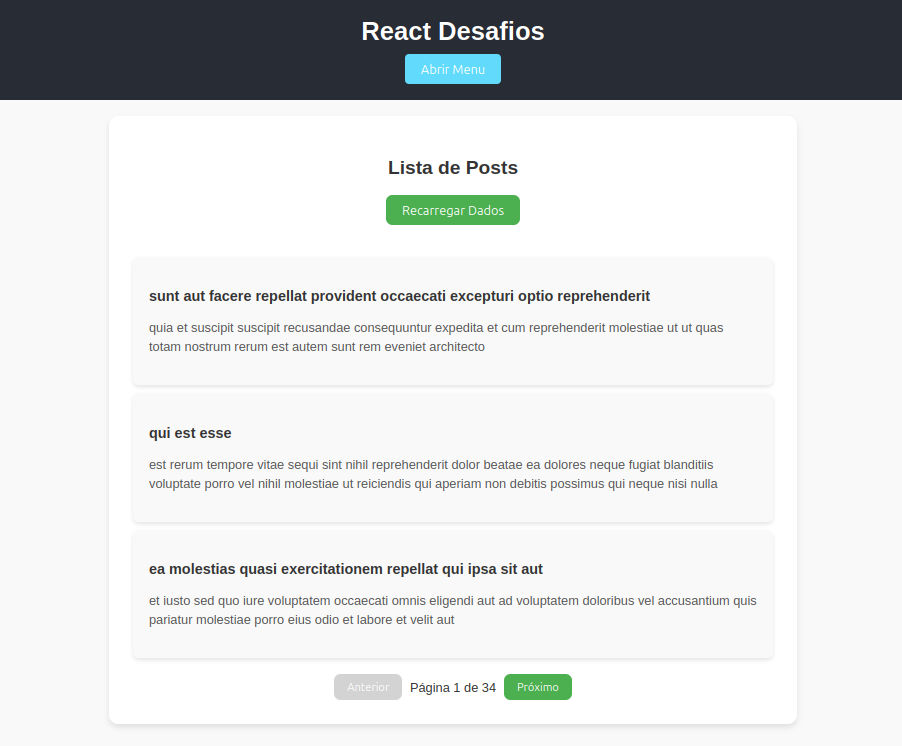 React Desafios
Abrir Menu
Lista de Posts
Recarregar Dados
sunt aut facere repellat provident occaecati excepturi optio reprehenderit
quia et suscipit suscipit recusandae consequuntur expedita et cum reprehenderit molestiae ut ut quas
totam nostrum rerum est autem sunt rem eveniet architecto
qui est esse
est rerum tempore vitae sequi sint nihil reprehenderit dolor beatae ea dolores neque fugiat blanditiis
voluptate porro vel nihil molestiae ut reiciendis qui aperiam non debitis possimus qui neque nisi nulla
ea molestias quasi exercitationem repellat qui ipsa sit aut
et iusto sed quo iure voluptatem occaecati omnis eligendi aut ad voluptatem doloribus vel accusantium quis
pariatur molestiae porro eius odio et labore et velit aut
Anterior Página 1 de 34 Próximo